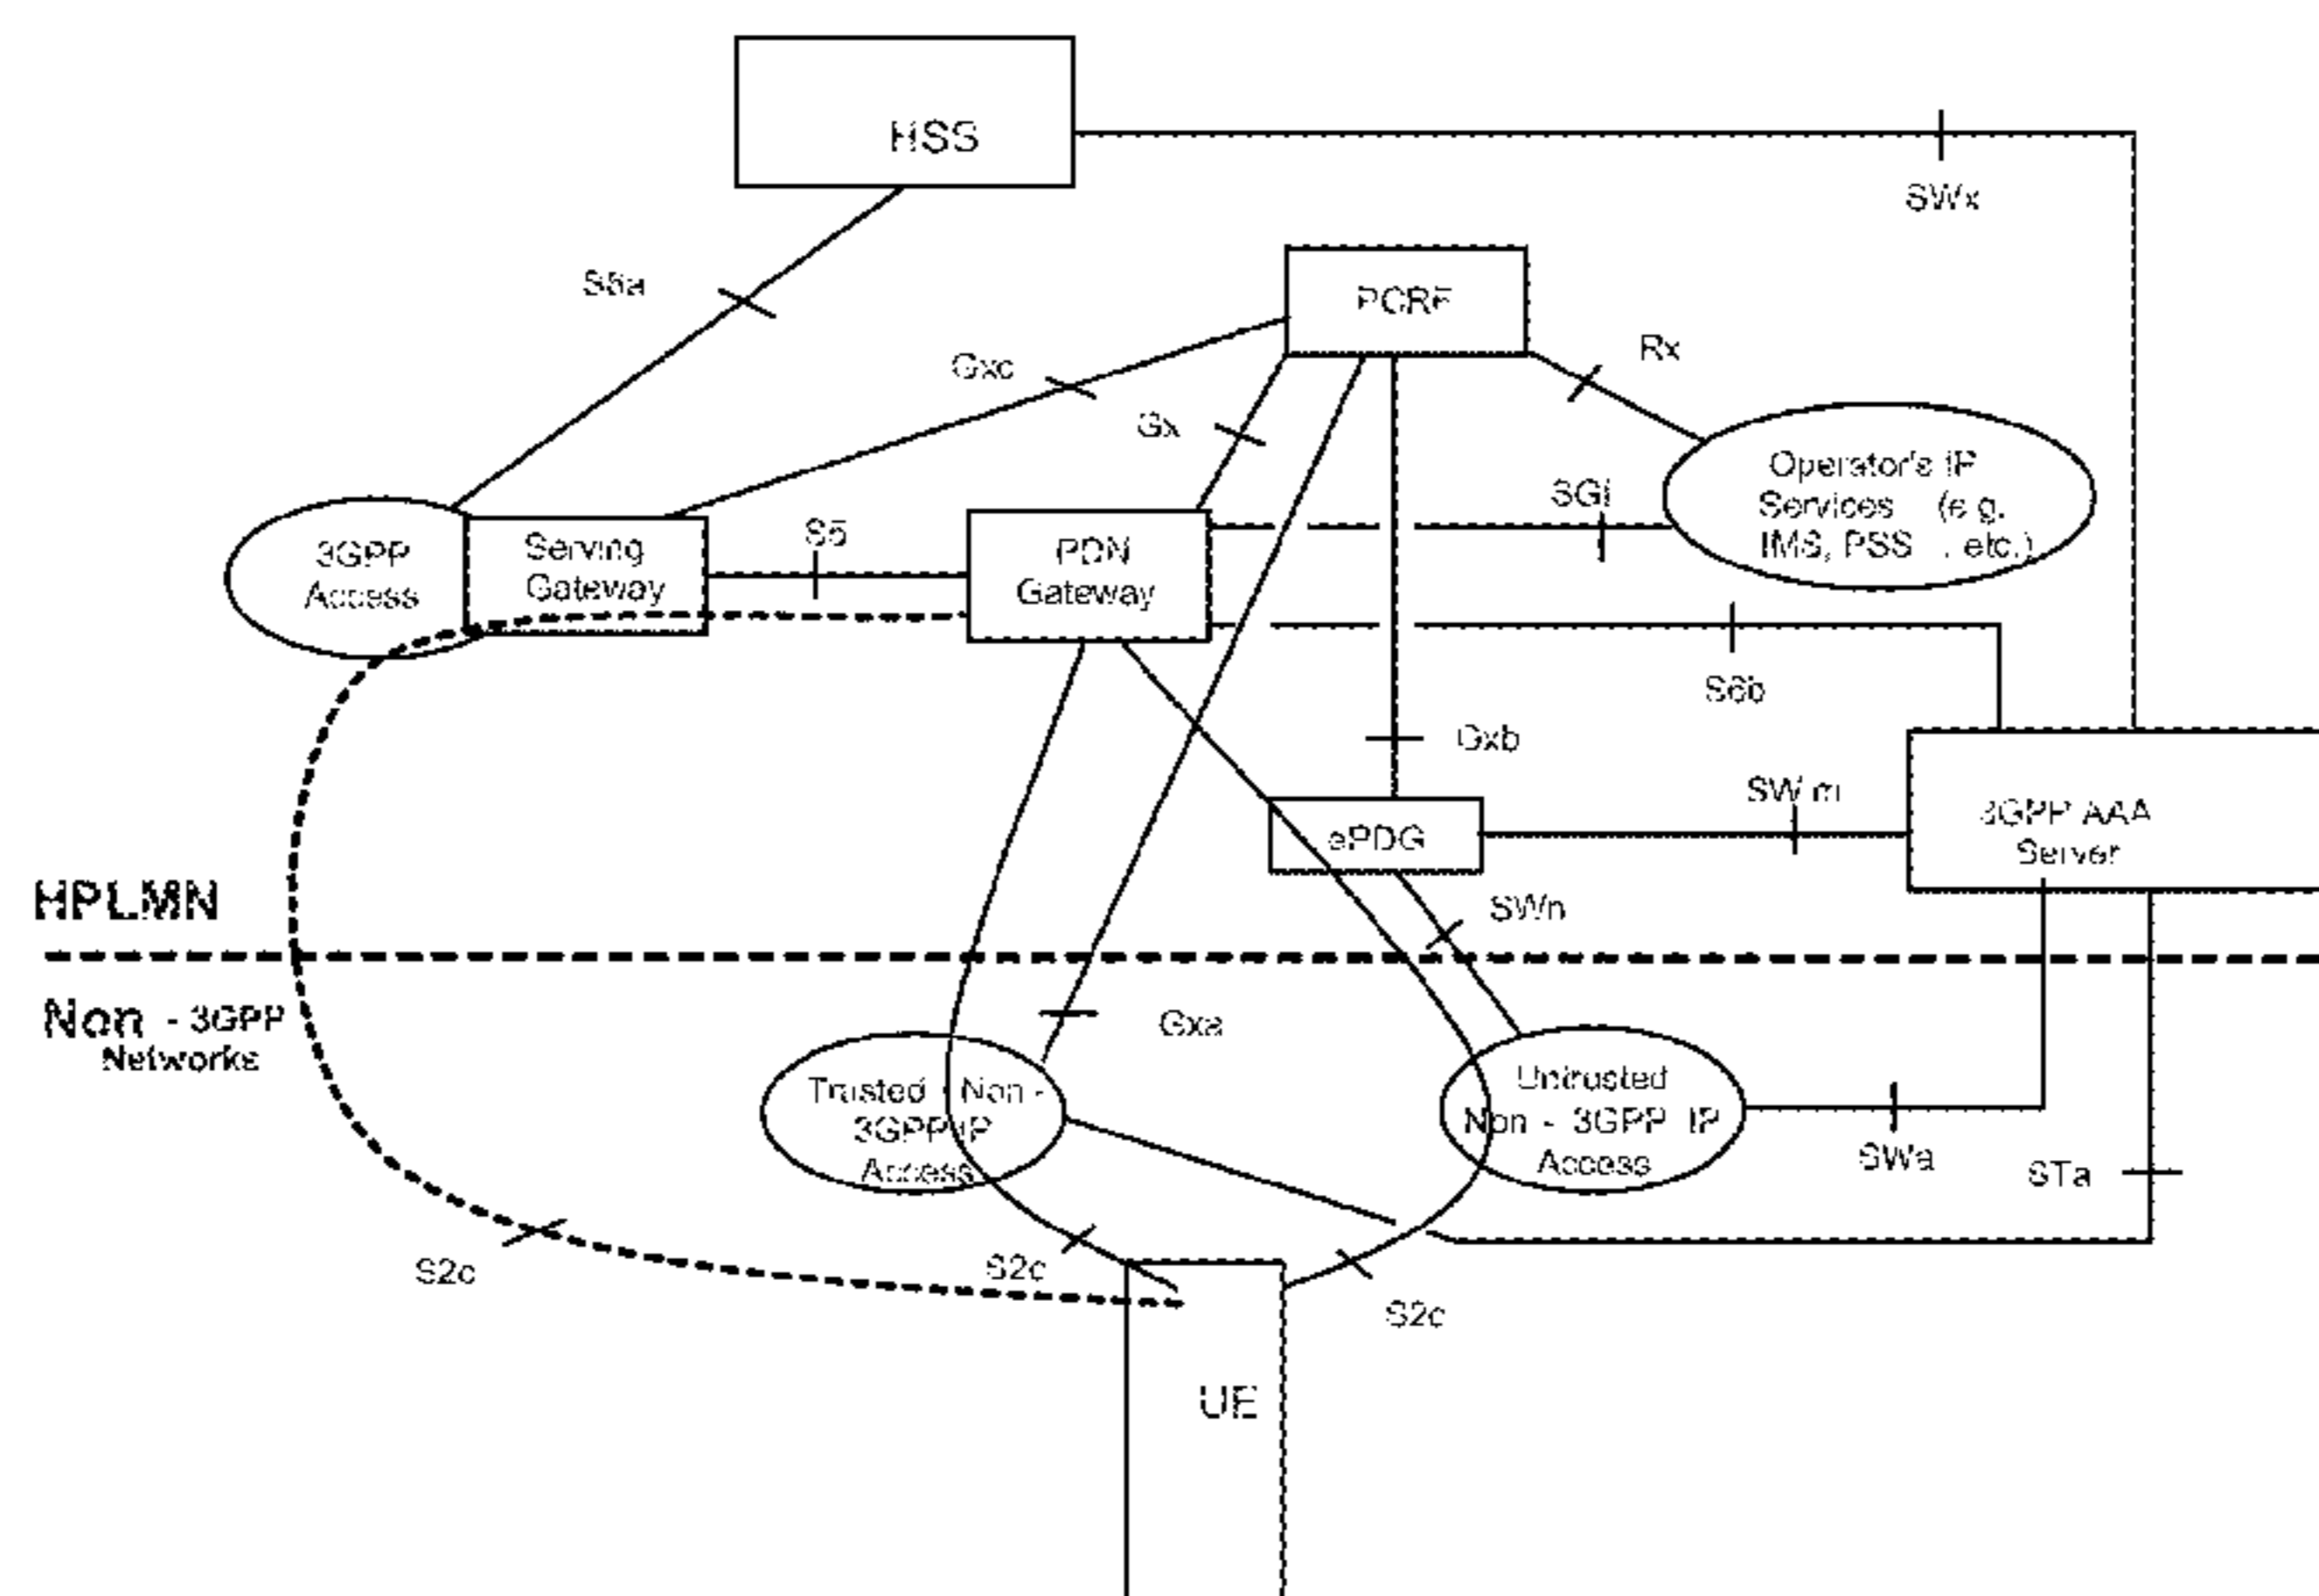 HSS
SWx
S6a
PCRF
Rx
Gxc
Gx
Operator's IP
Services (e.g.
IMS, PSS , etc.)
SGi
3GPP
Access
Serving
Gateway
S5
PDN
Gateway
S6b
Gxb
SWm
3GPP AAA
Server
ePDG
SWn
HPLMN
Non - 3GPP
Networks
Gxa
Trusted Non -
3GPP IP
Access
Untrusted
Non - 3GPP IP
Access
SWa
STa
S2c
S2c
S2c
UE